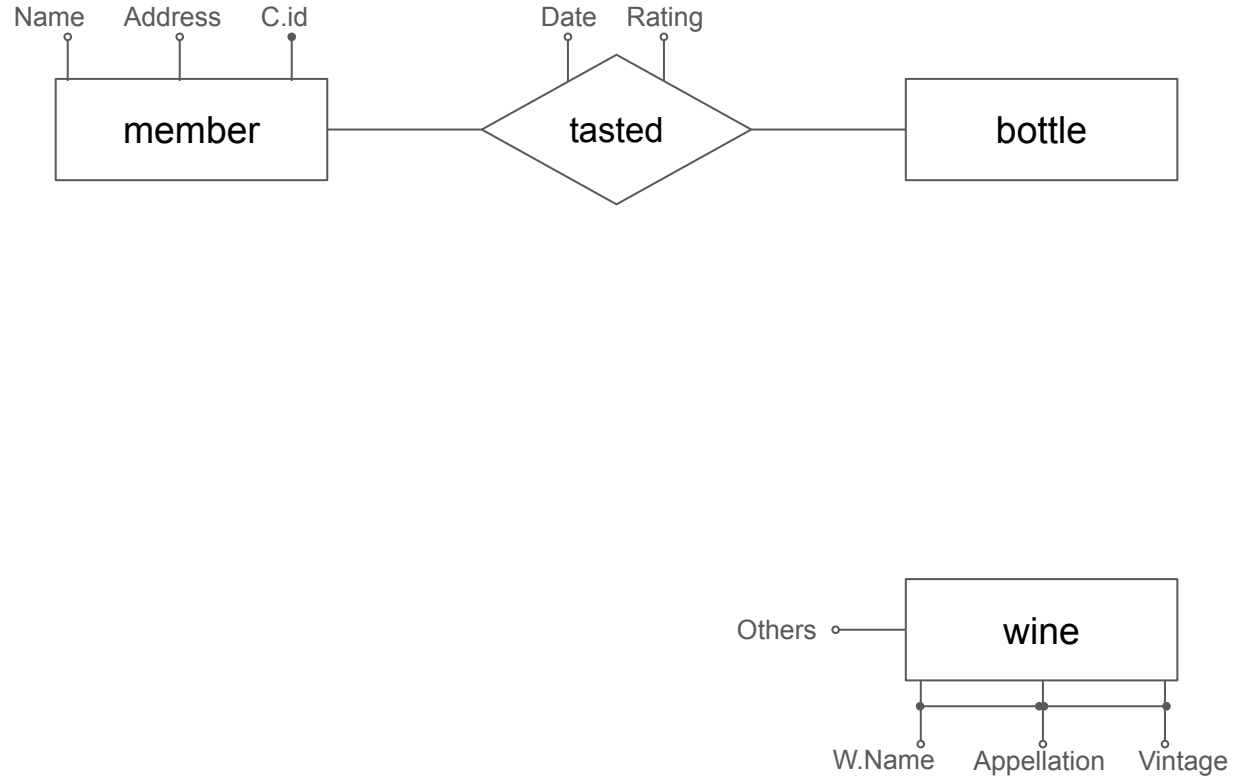 Name Address C.id
Date Rating
member
tasted
bottle
Others
wine
W.Name Appellation Vintage